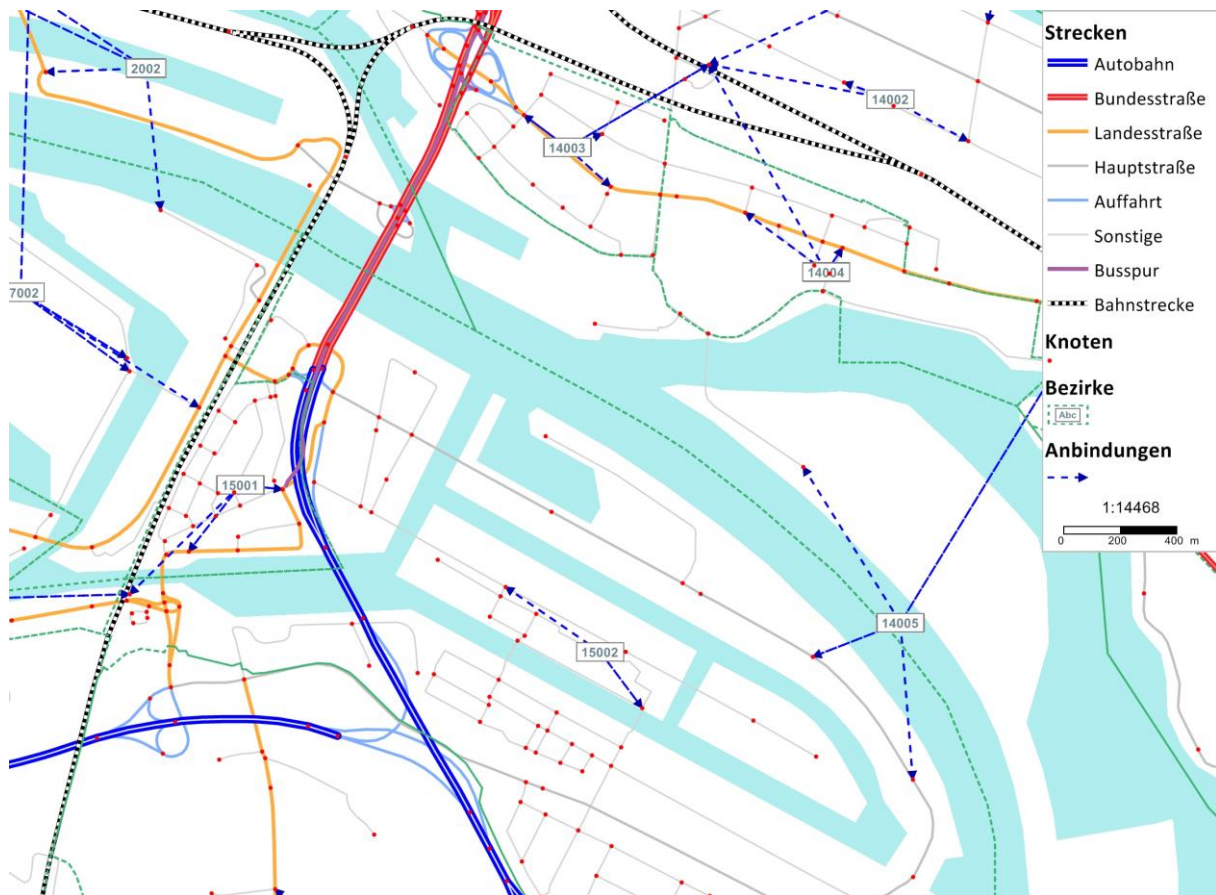 2002
14002
14003
14004
7002
15001
14005
15002
Strecken
Autobahn
Bundesstraße
Landesstraße
Hauptstraße
Auffahrt
Sonstige
Busspur
Bahnstrecke
Knoten
Bezirke
Abc
Anbindungen
1:14468
0 200 400 m